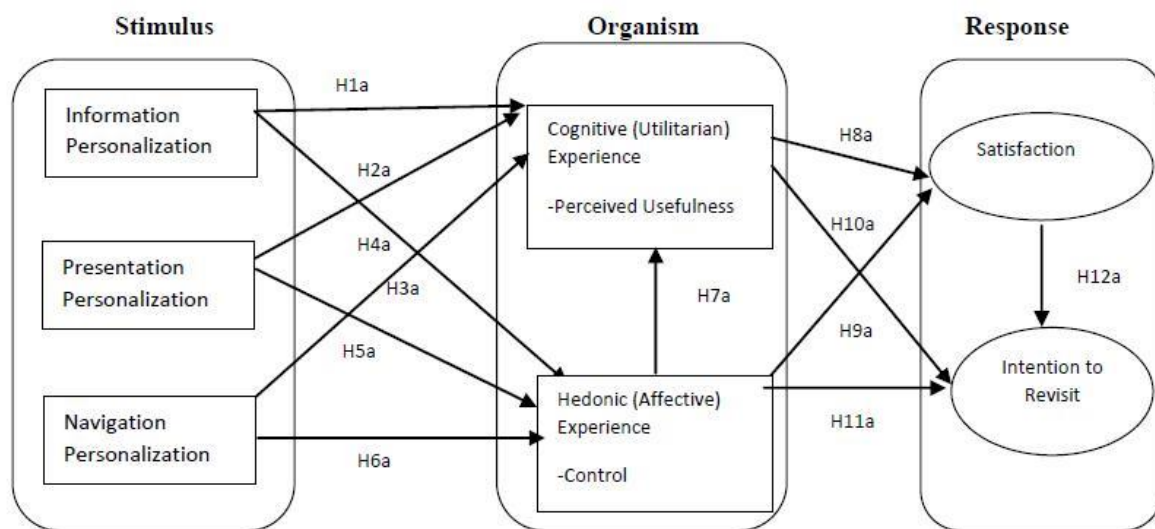 Stimulus
Organism
Response
Information
Personalization
Presentation
Personalization
Navigation
Personalization
H1a
H2a
H4a
H3a
H5a
H6a
Cognitive (Utilitarian)
Experience
-Perceived Usefulness
H7a
Hedonic (Affective)
Experience
-Control
H8a
H10a
H9a
H11a
Satisfaction
H12a
Intention to
Revisit